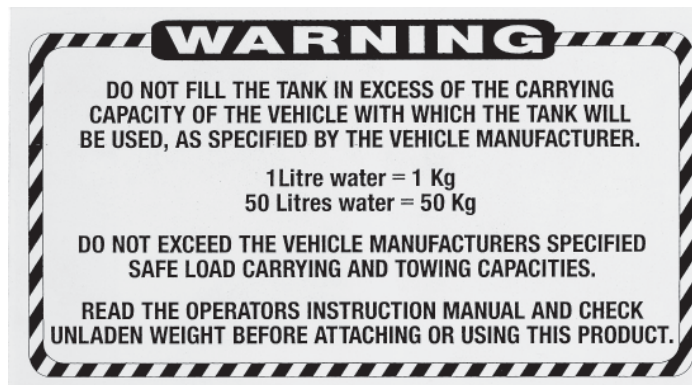 WARNING
DO NOT FILL THE TANK IN EXCESS OF THE CARRYING
CAPACITY OF THE VEHICLE WITH WHICH THE TANK WILL
BE USED, AS SPECIFIED BY THE VEHICLE MANUFACTURER.
1Litre water = 1 Kg
50 Litres water = 50 Kg
DO NOT EXCEED THE VEHICLE MANUFACTURERS SPECIFIED
SAFE LOAD CARRYING AND TOWING CAPACITIES.
READ THE OPERATORS INSTRUCTION MANUAL AND CHECK
UNLADEN WEIGHT BEFORE ATTACHING OR USING THIS PRODUCT.